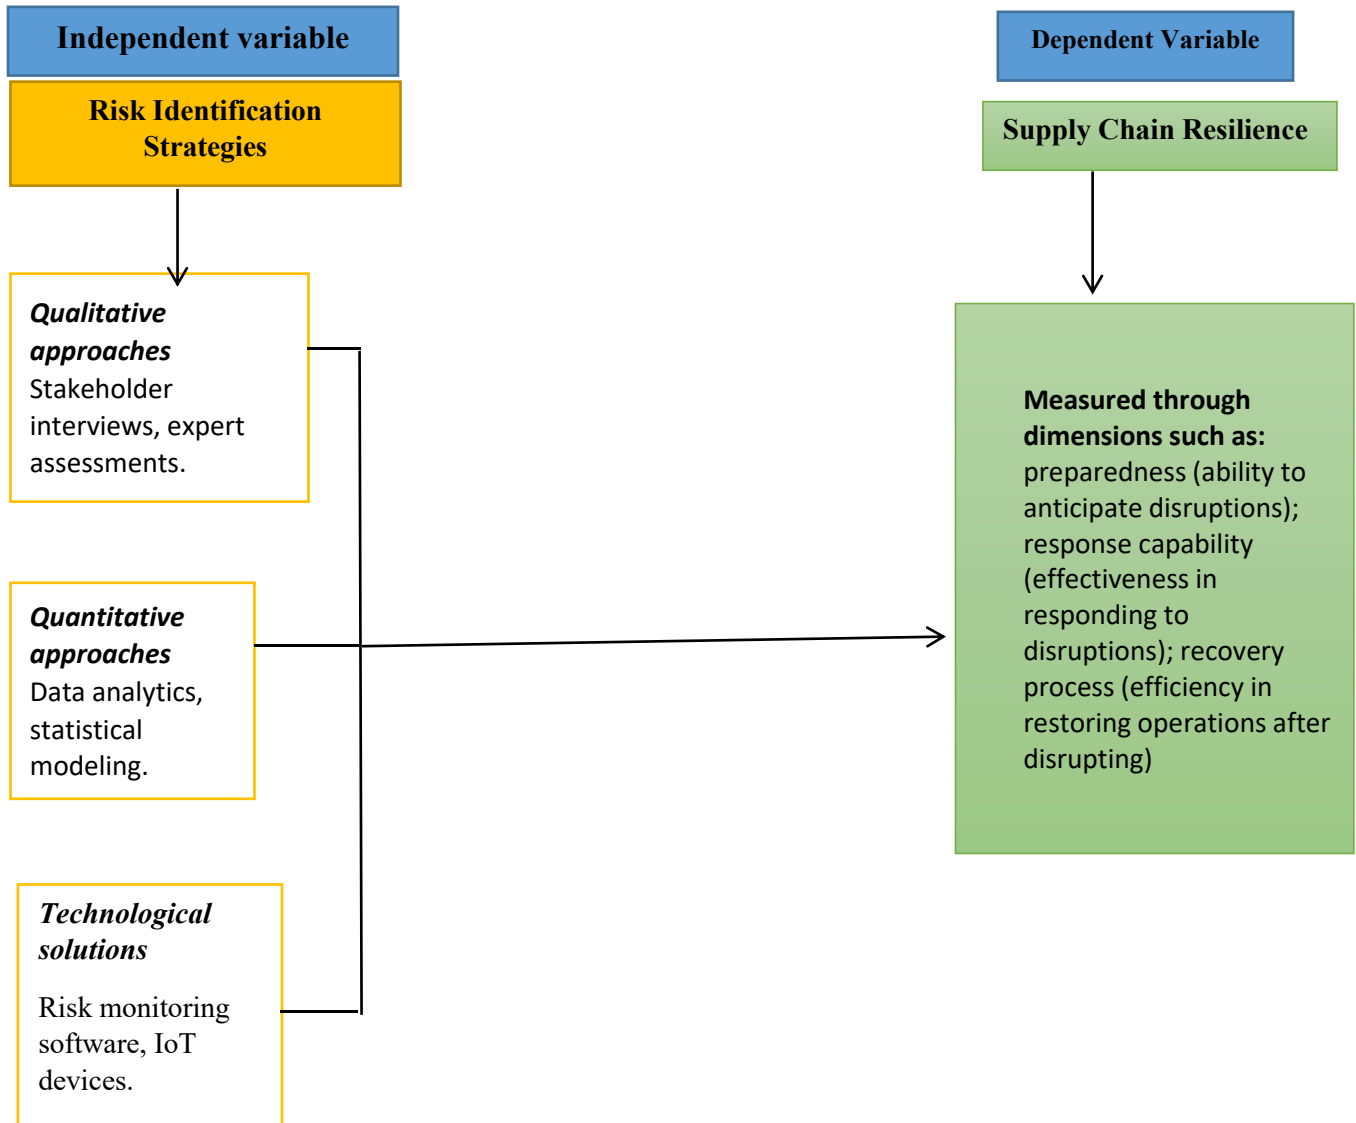 Independent variable
Risk Identification
Strategies
Qualitative
approaches
Stakeholder
interviews, expert
assessments.
Quantitative
approaches
Data analytics,
statistical
modeling.
Technological
solutions
Risk monitoring
software, IoT
devices.
Dependent Variable
Supply Chain Resilience
Measured through
dimensions such as:
preparedness (ability to
anticipate disruptions);
response capability
(effectiveness in
responding to
disruptions); recovery
process (efficiency in
restoring operations after
disrupting)